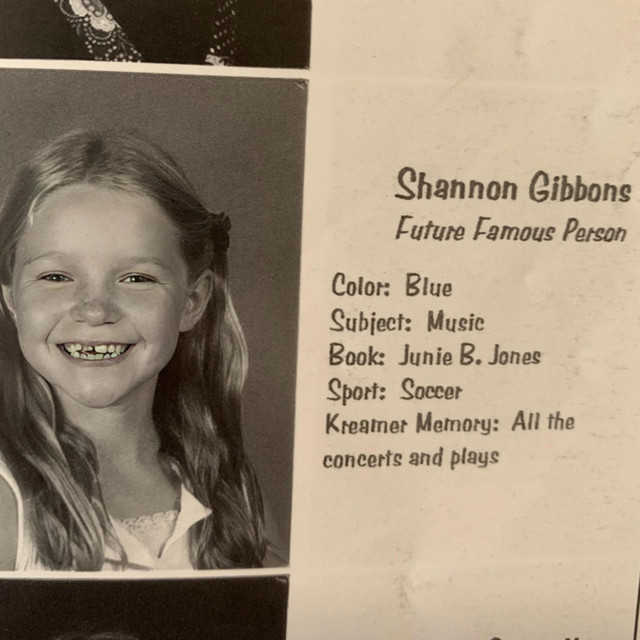 Shannon Gibbons
Future Famous Person
Color: Blue
Subject: Music
Book: Junie B. Jones
Sport: Soccer
Kreamer Memory: All the
concerts and plays